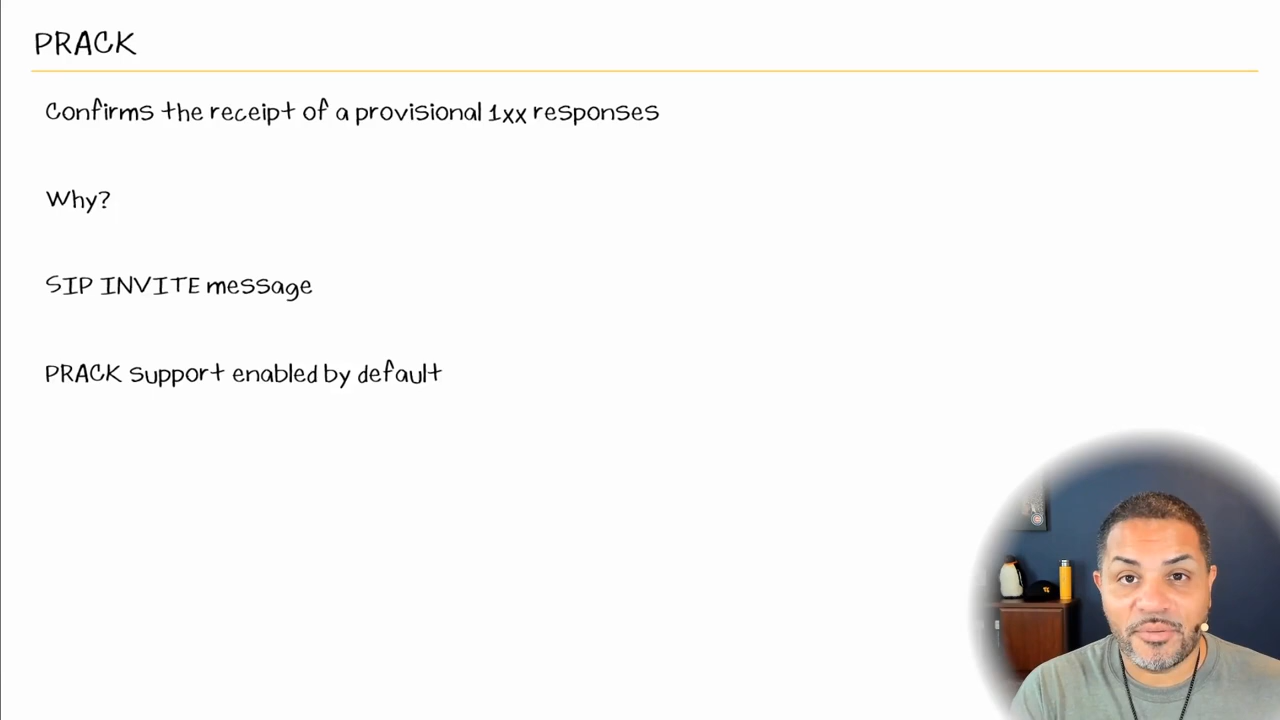 PRACK
Confirms the receipt of a provisional 1xx responses
Why?
SIP INVITE message
PRACK support enabled by default